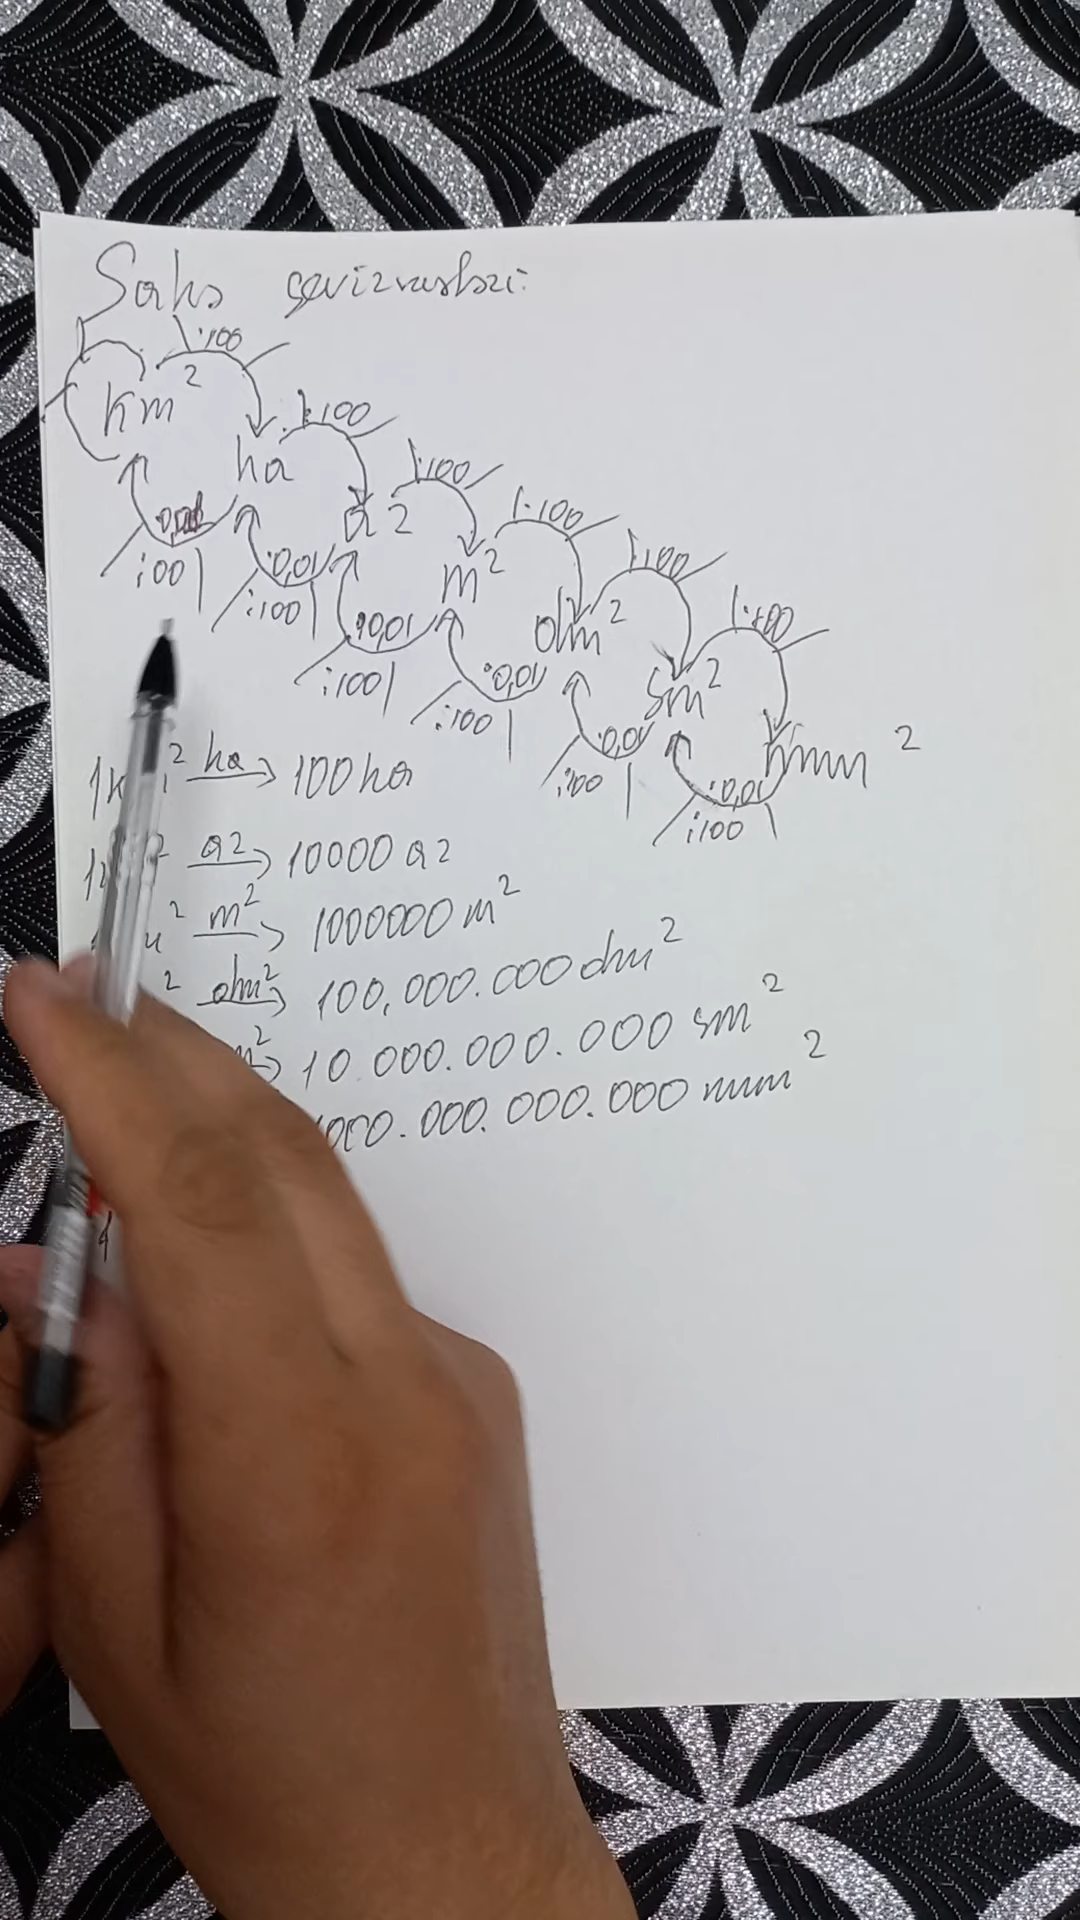 Sahə çevirmələri:
·100
km²
·100
ha
·100
a2
·100
m²
·100
dm²
·100
sm²
·100
mm²
:100
·0,01
:100
·0,01
:100
·0,01
:100
·0,01
:100
·0,01
:100
ha → 100 ha
a2 → 10000 a2
m² → 1000000 m²
dm² → 100,000.000 dm²
→ 10.000.000.000 sm²
000.000.000.000 mm²